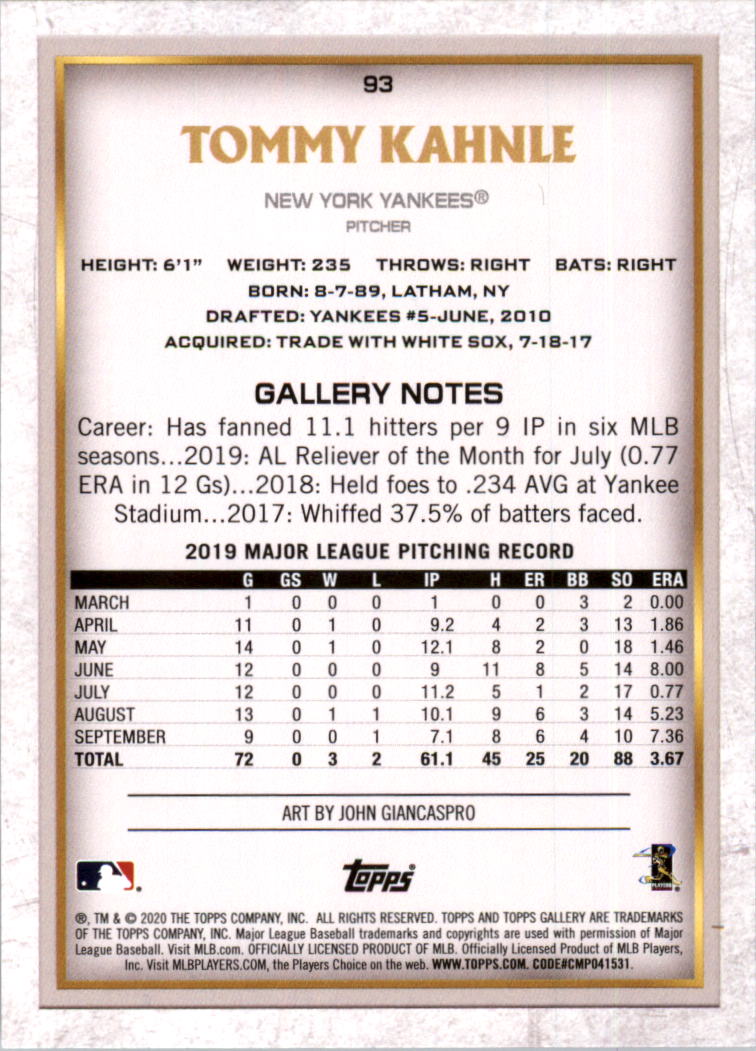 93
TOMMY KAHNLE
NEW YORK YANKEES®
PITCHER
HEIGHT: 6'1" WEIGHT: 235 THROWS: RIGHT BATS: RIGHT
BORN: 8-7-89, LATHAM, NY
DRAFTED: YANKEES #5-JUNE, 2010
ACQUIRED: TRADE WITH WHITE SOX, 7-18-17
GALLERY NOTES
Career: Has fanned 11.1 hitters per 9 IP in six MLB
seasons...2019: AL Reliever of the Month for July (0.77
ERA in 12 Gs)...2018: Held foes to .234 AVG at Yankee
Stadium...2017: Whiffed 37.5% of batters faced.
2019 MAJOR LEAGUE PITCHING RECORD
G GS W L IP H ER BB SO ERA
MARCH 1 0 0 0 1 0 0 3 2 0.00
APRIL 11 0 1 0 9.2 4 2 3 13 1.86
MAY 14 0 1 0 12.1 8 2 0 18 1.46
JUNE 12 0 0 0 9 11 8 5 14 8.00
JULY 12 0 0 0 11.2 5 1 2 17 0.77
AUGUST 13 0 1 1 10.1 9 6 3 14 5.23
SEPTEMBER 9 0 0 1 7.1 8 6 4 10 7.36
TOTAL 72 0 3 2 61.1 45 25 20 88 3.67
ART BY JOHN GIANCASPRO
topps®
PLAYERS
®, TM & © 2020 THE TOPPS COMPANY, INC. ALL RIGHTS RESERVED. TOPPS AND TOPPS GALLERY ARE TRADEMARKS
OF THE TOPPS COMPANY, INC. Major League Baseball trademarks and copyrights are used with permission of Major
League Baseball. Visit MLB.com. OFFICIALLY LICENSED PRODUCT OF MLB. Officially Licensed Product of MLB Players,
Inc. Visit MLBPLAYERS.COM, the Players Choice on the web. WWW.TOPPS.COM. CODE#CMP041531.